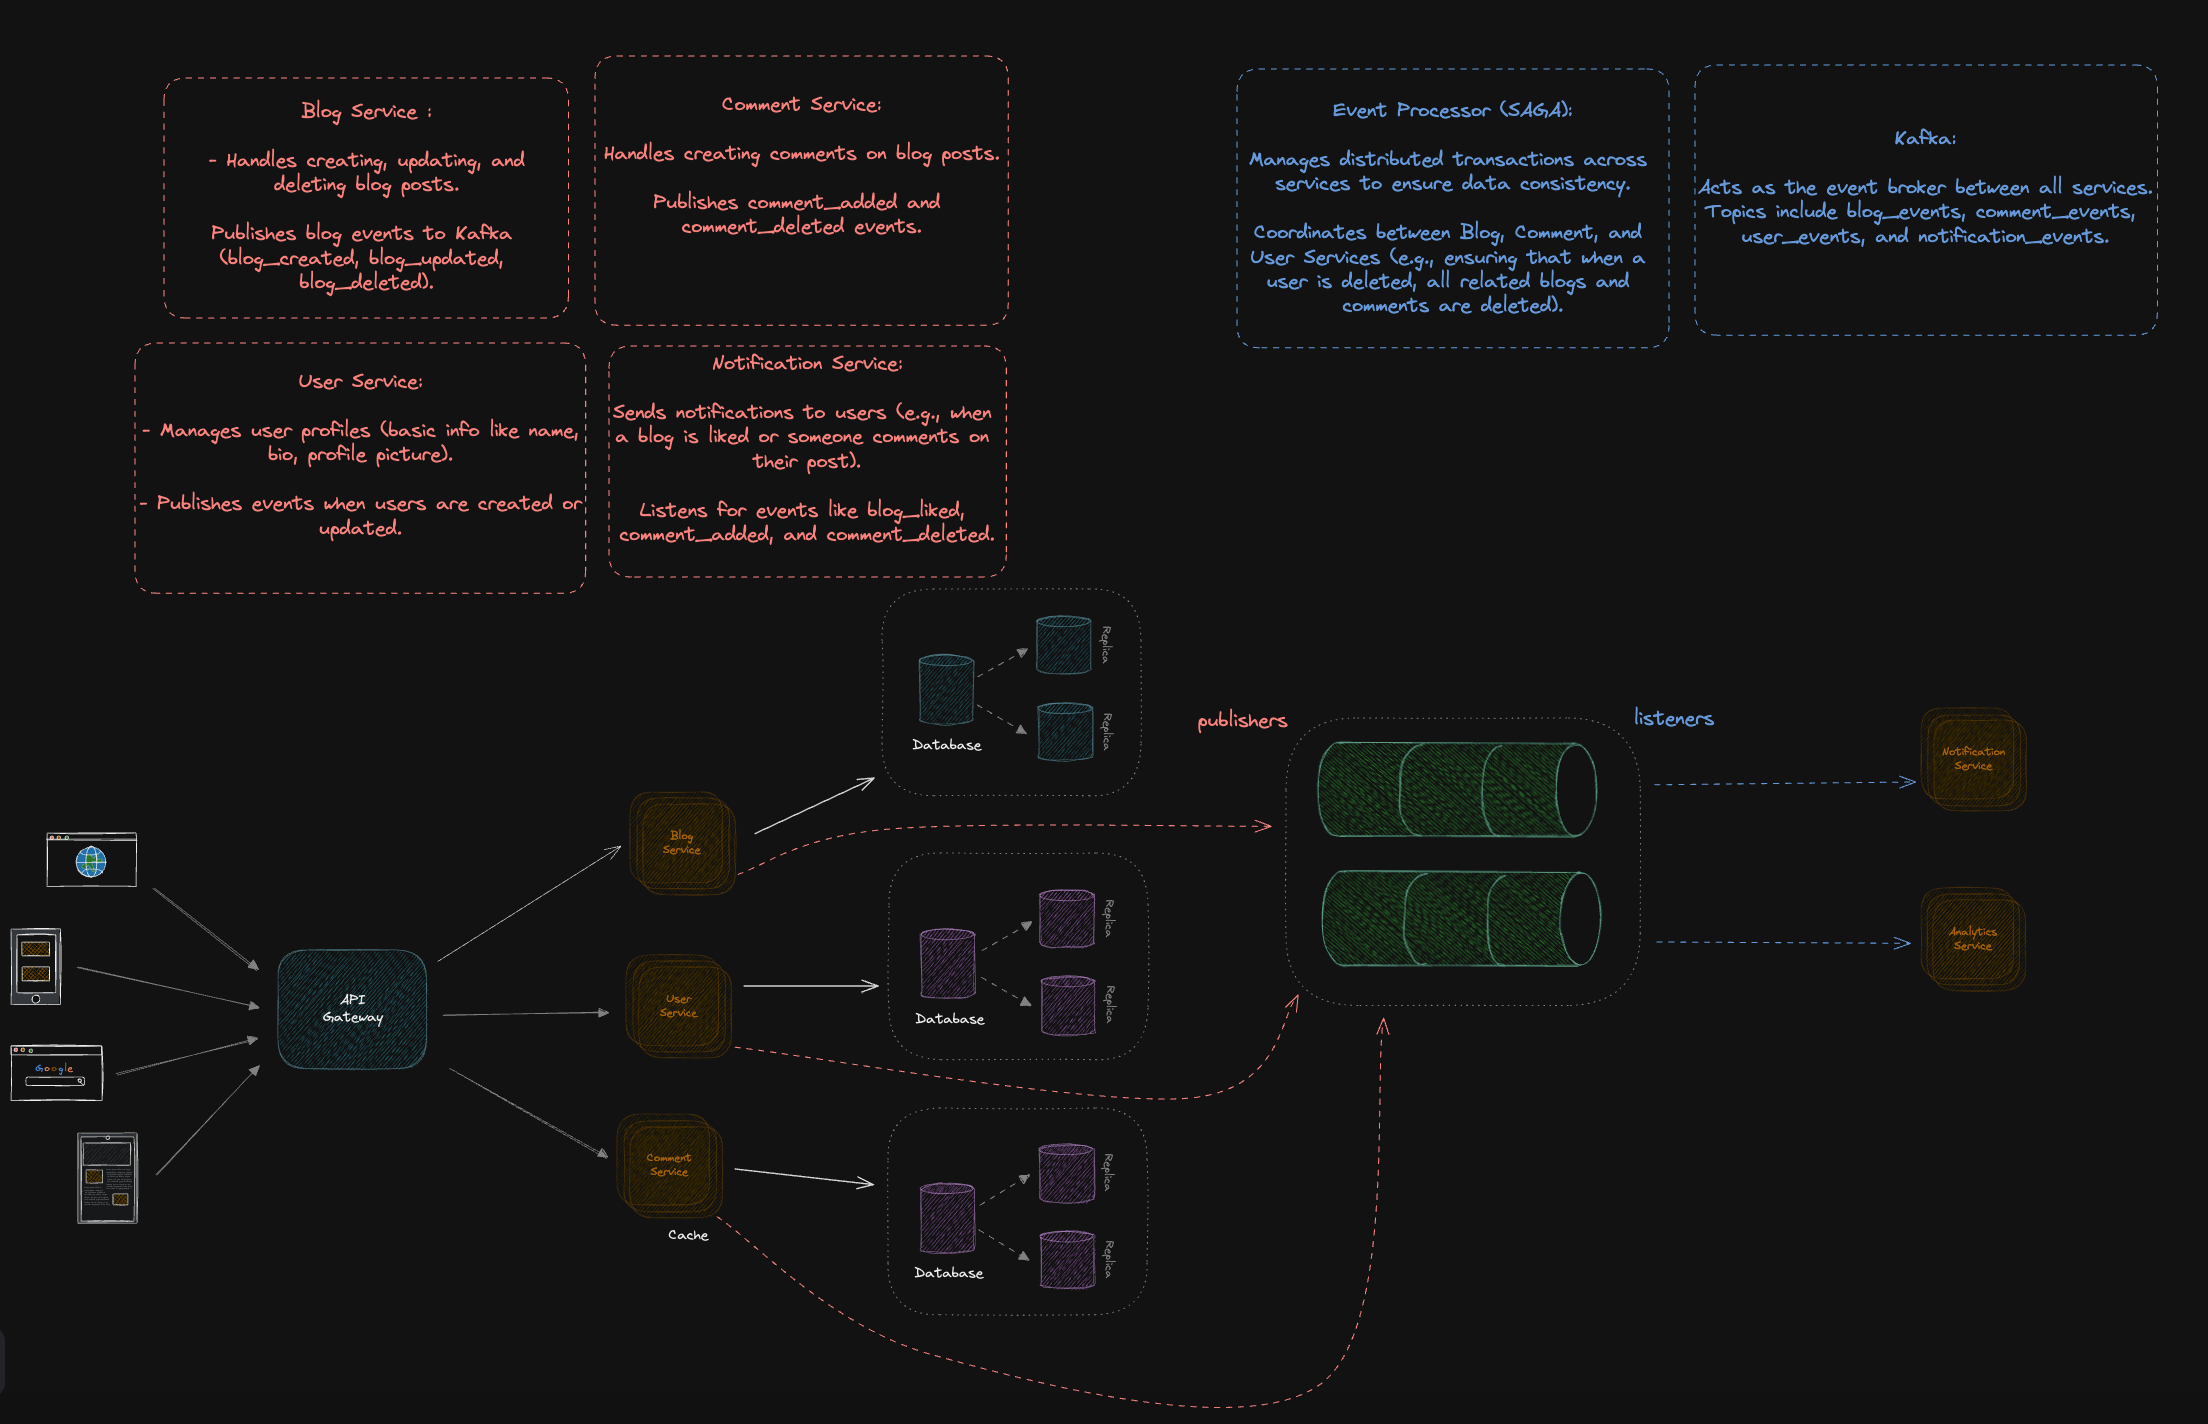 Blog Service :
- Handles creating, updating, and
deleting blog posts.
Publishes blog events to Kafka
(blog_created, blog_updated,
blog_deleted).
Comment Service:
Handles creating comments on blog posts.
Publishes comment_added and
comment_deleted events.
Event Processor (SAGA):
Manages distributed transactions across
services to ensure data consistency.
Coordinates between Blog, Comment, and
User Services (e.g., ensuring that when a
user is deleted, all related blogs and
comments are deleted).
Kafka:
Acts as the event broker between all services.
Topics include blog_events, comment_events,
user_events, and notification_events.
User Service:
- Manages user profiles (basic info like name,
bio, profile picture).
- Publishes events when users are created or
updated.
Notification Service:
Sends notifications to users (e.g., when
a blog is liked or someone comments on
their post).
Listens for events like blog_liked,
comment_added, and comment_deleted.
Replica
Replica
Database
publishers
listeners
Notification
Service
Blog
Service
Replica
Replica
Database
Analytics
Service
API
Gateway
User
Service
Google
Comment
Service
Cache
Replica
Replica
Database